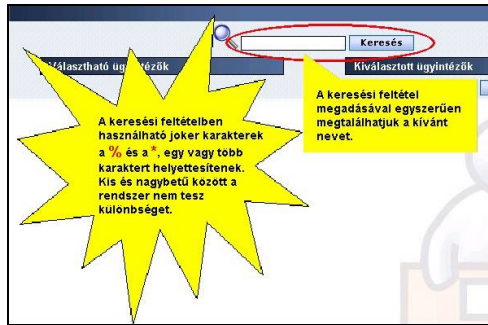 Keresés
Kiválasztható ügyintézők
Kiválasztott ügyintézők
A keresési feltétel
megadásával egyszerűen
megtalálhatjuk a kívánt
nevet.
A keresési feltételben
használható joker karakterek
a % és a *, egy vagy több
karaktert helyettesítenek.
Kis és nagybetű között a
rendszer nem tesz
különbséget.